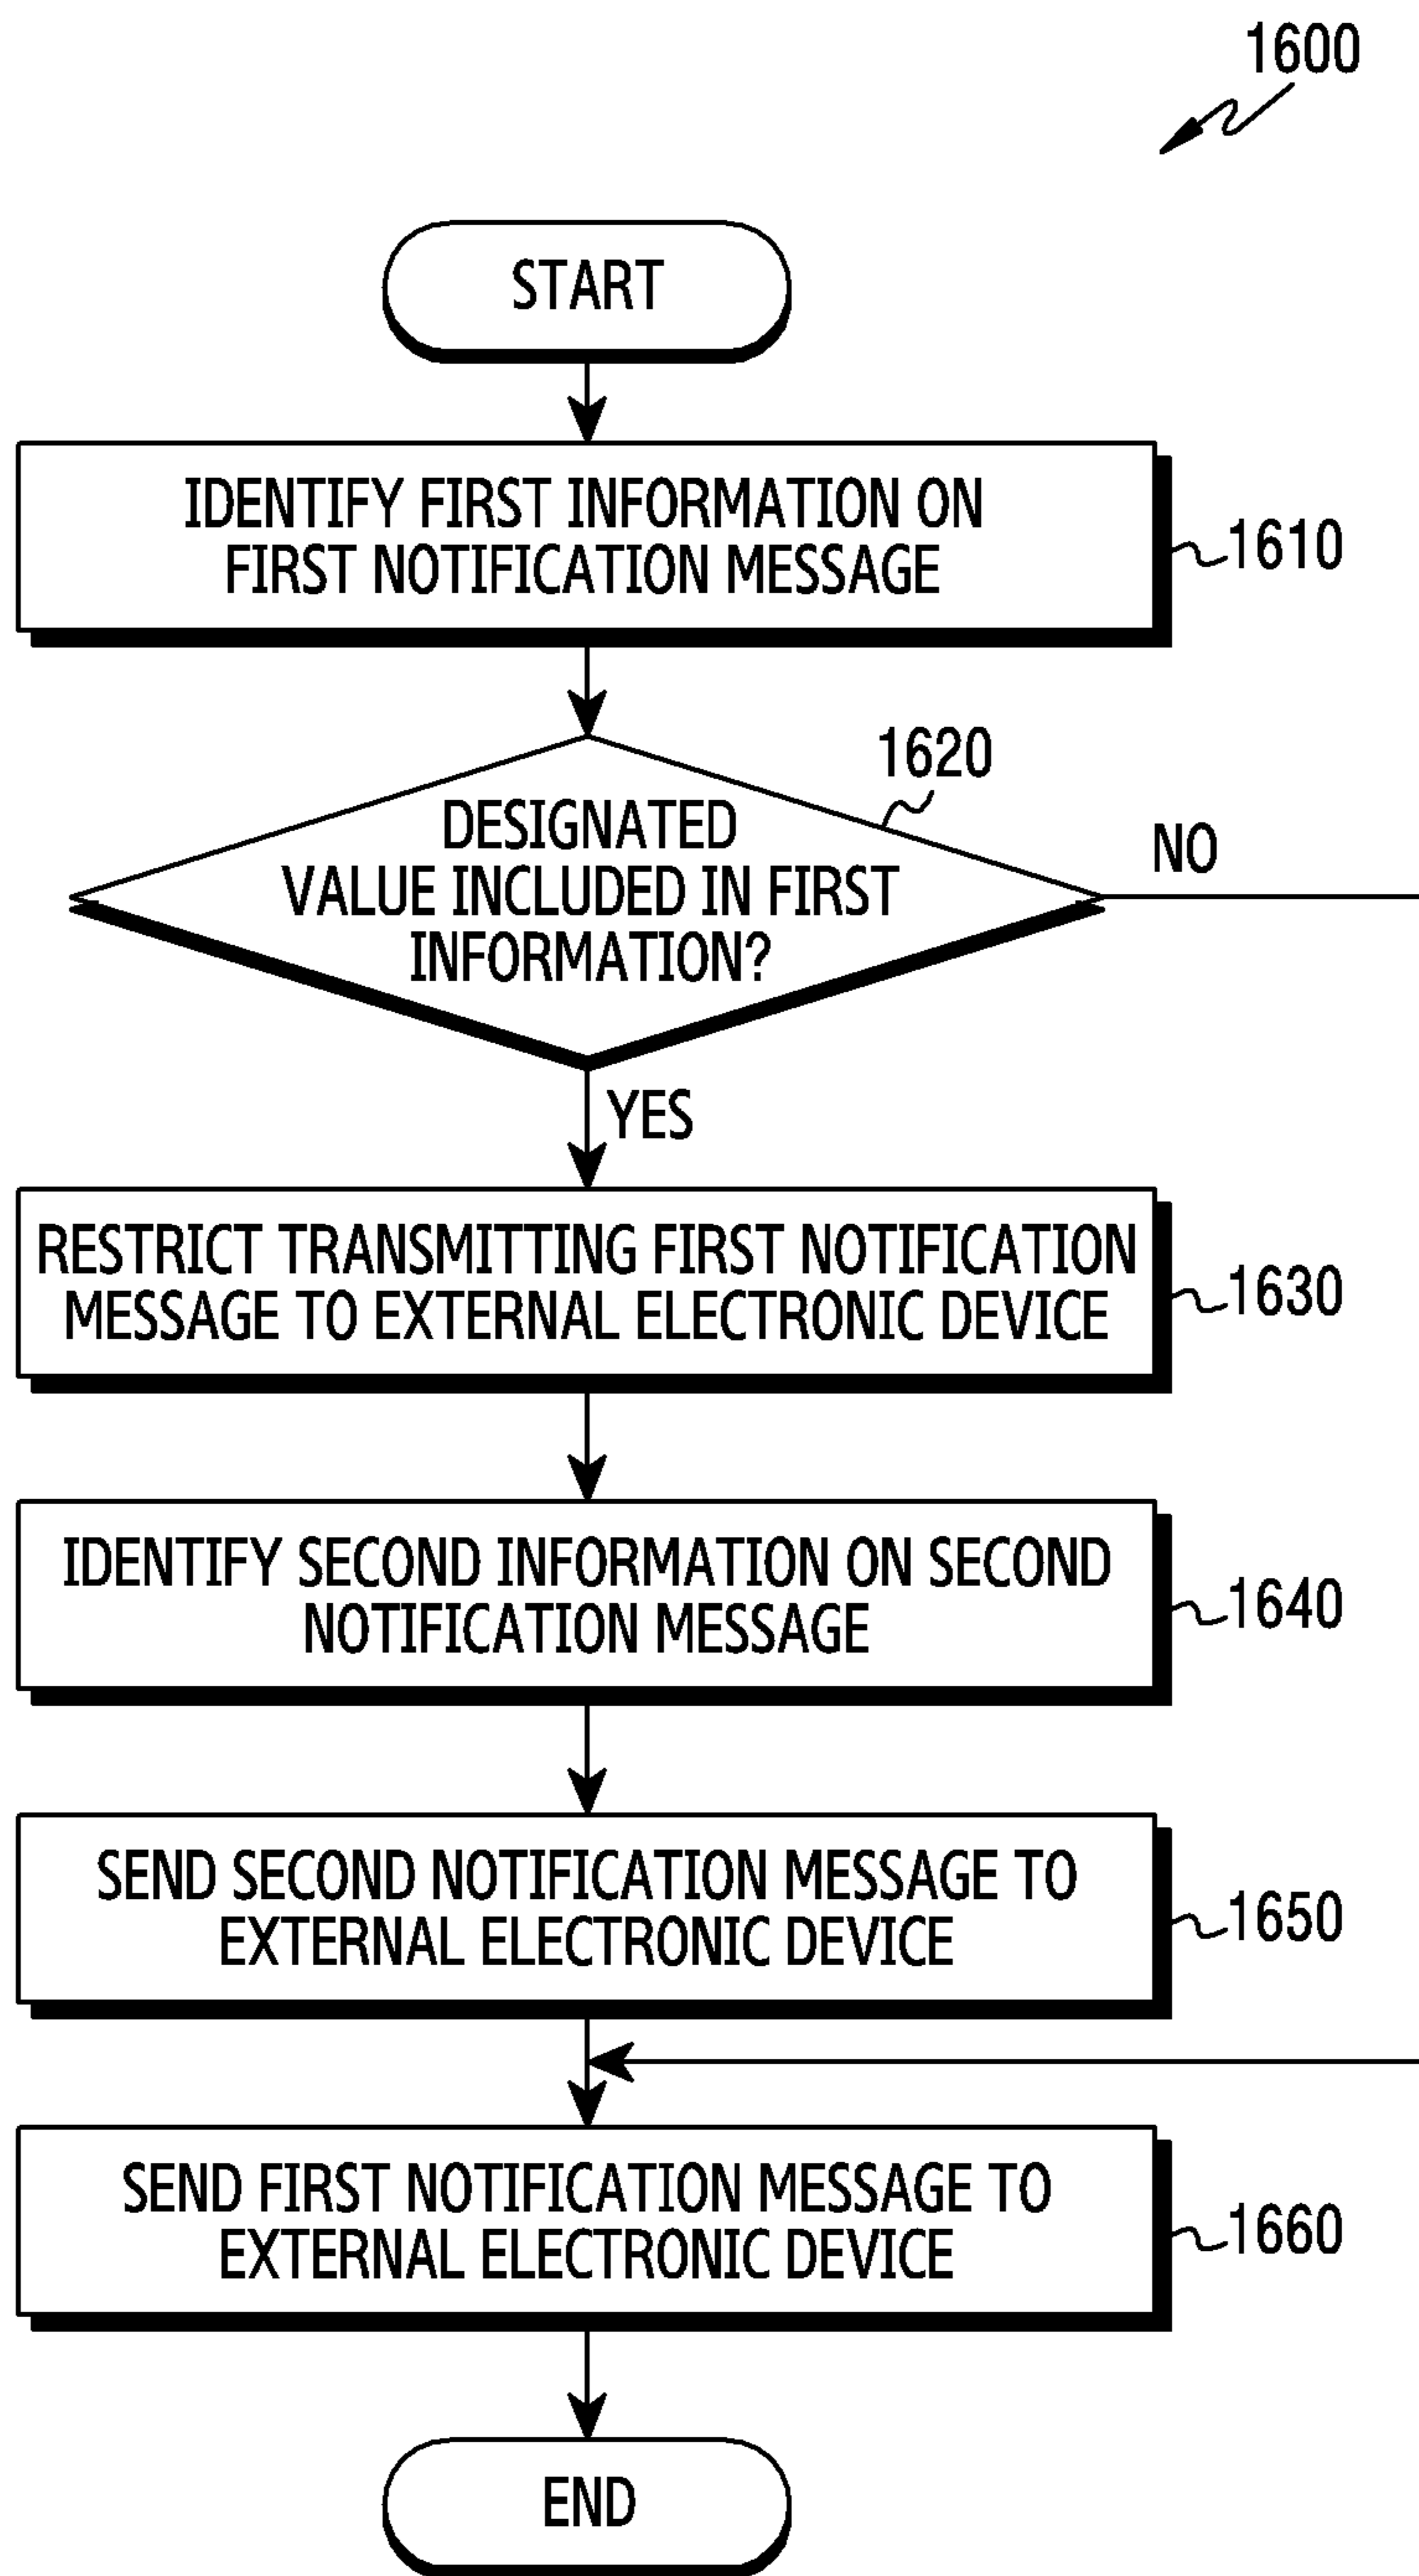 1600
START
IDENTIFY FIRST INFORMATION ON
FIRST NOTIFICATION MESSAGE
1610
1620
DESIGNATED
VALUE INCLUDED IN FIRST
INFORMATION?
NO
YES
RESTRICT TRANSMITTING FIRST NOTIFICATION
MESSAGE TO EXTERNAL ELECTRONIC DEVICE
1630
IDENTIFY SECOND INFORMATION ON SECOND
NOTIFICATION MESSAGE
1640
SEND SECOND NOTIFICATION MESSAGE TO
EXTERNAL ELECTRONIC DEVICE
1650
SEND FIRST NOTIFICATION MESSAGE TO
EXTERNAL ELECTRONIC DEVICE
1660
END